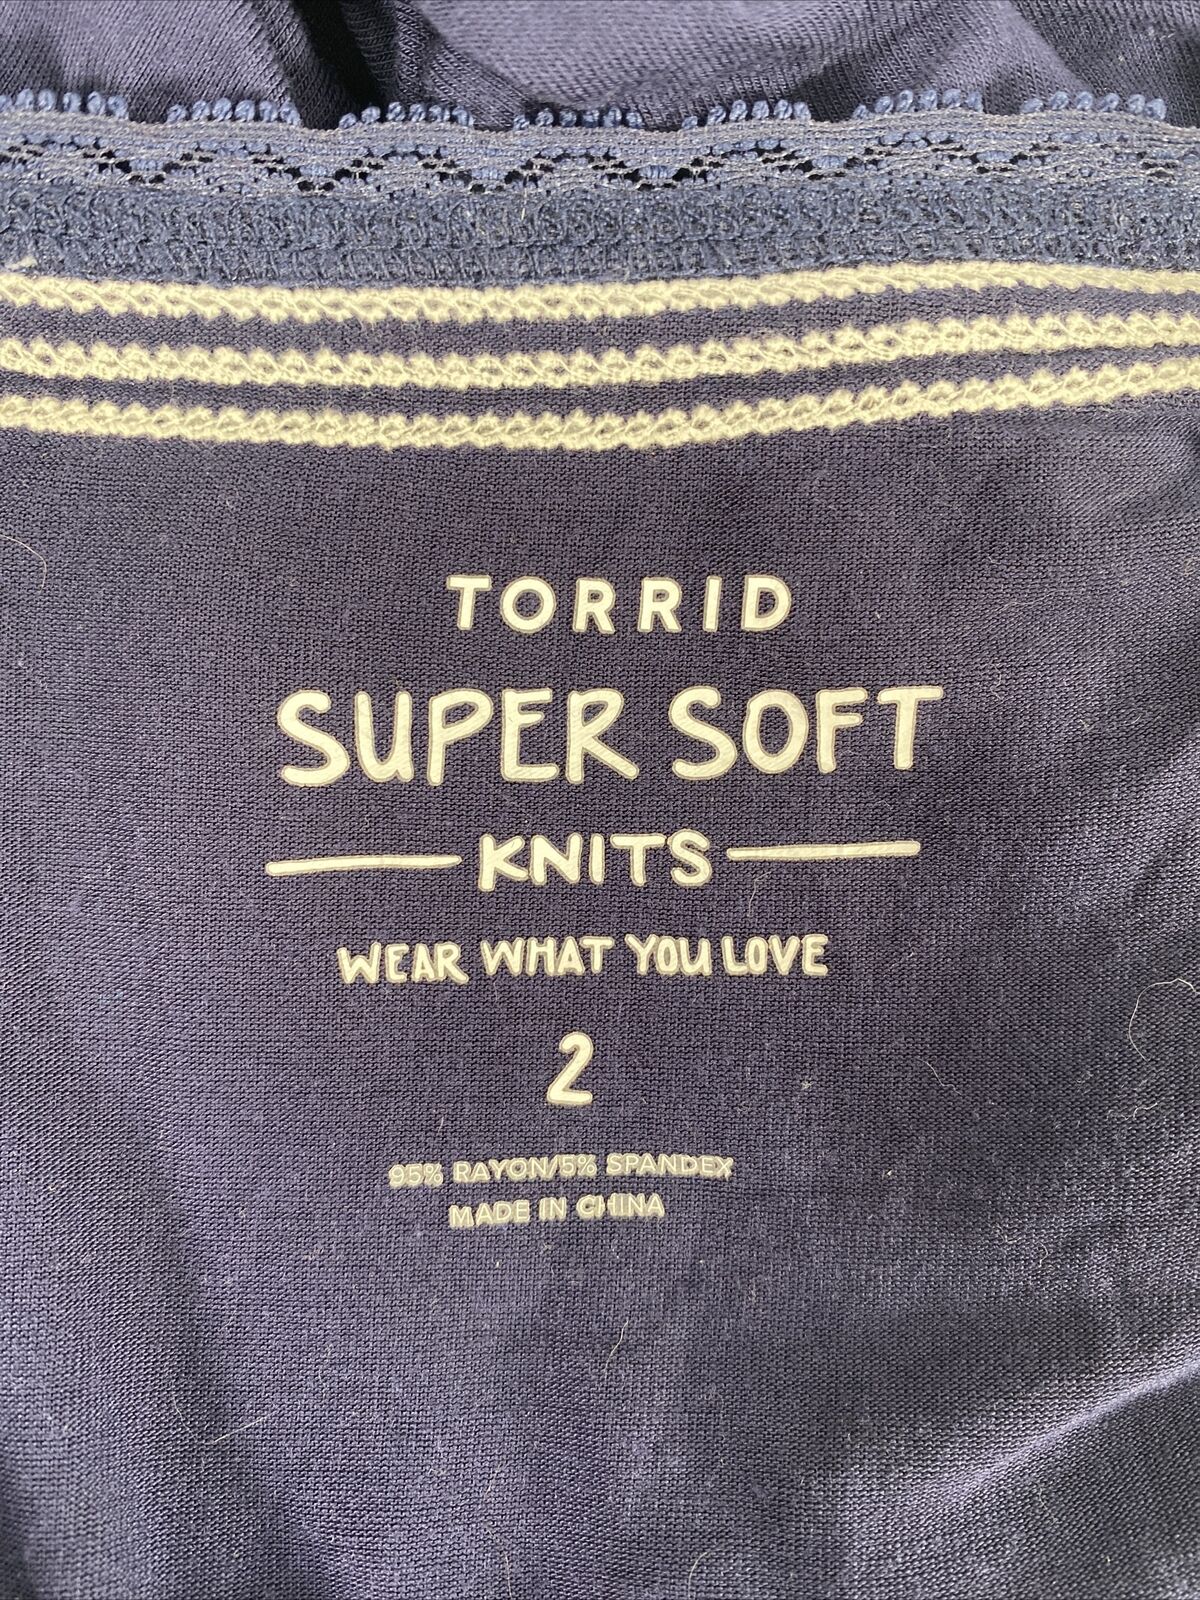 TORRID
SUPER SOFT
KNITS
WEAR WHAT YOU LOVE
2
95% RAYON/5% SPANDEX
MADE IN CHINA